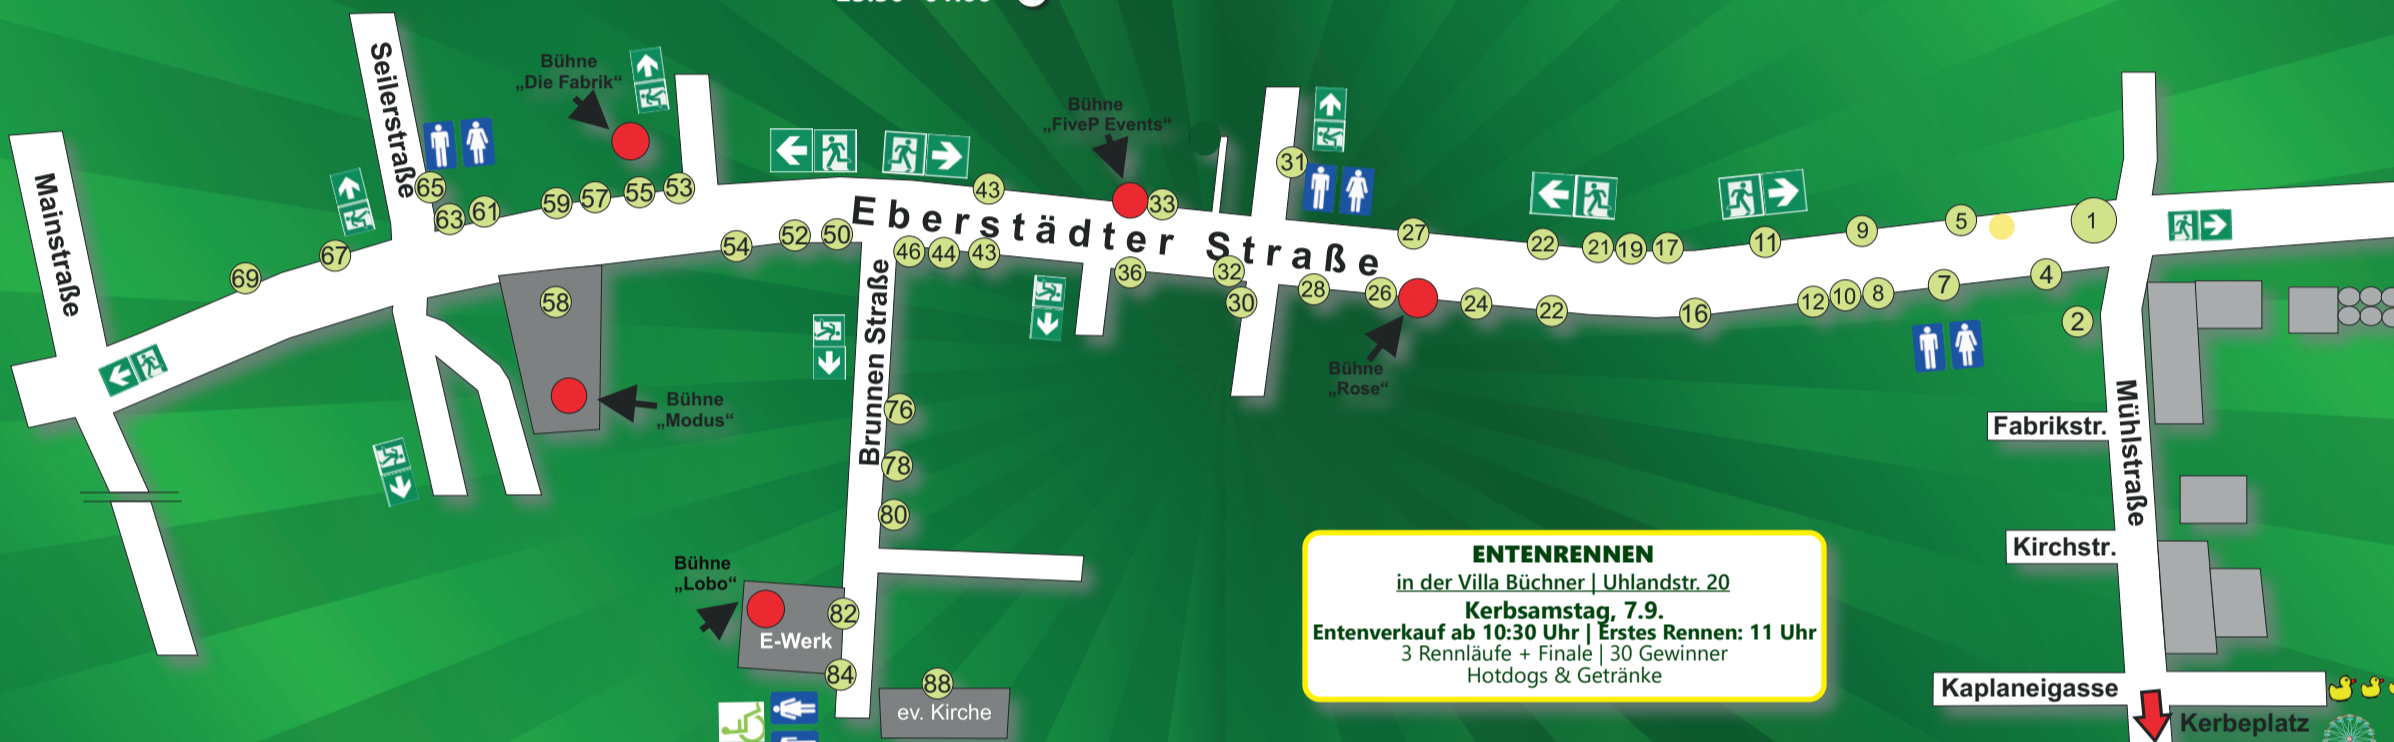 Seilerstraße
Mainstraße
Bühne
„Die Fabrik“
Bühne
„FiveP Events“
Eberstädter Straße
Bühne
„Rose“
Bühne
„Modus“
Brunnen Straße
Bühne
„Lobo“
E-Werk
ev. Kirche
Mühlstraße
Fabrikstr.
Kirchstr.
Kaplaneigasse
Kerbeplatz
69
67
65
63
61
59
57
55
53
43
33
31
27
22
21
19
17
11
9
5
1
58
54
52
50
46
44
43
36
32
30
28
26
24
22
16
12
10
8
7
4
2
76
78
80
82
84
88
ENTENRENNEN
in der Villa Büchner | Uhlandstr. 20
Kerbsamstag, 7.9.
Entenverkauf ab 10:30 Uhr | Erstes Rennen: 11 Uhr
3 Rennläufe + Finale | 30 Gewinner
Hotdogs & Getränke